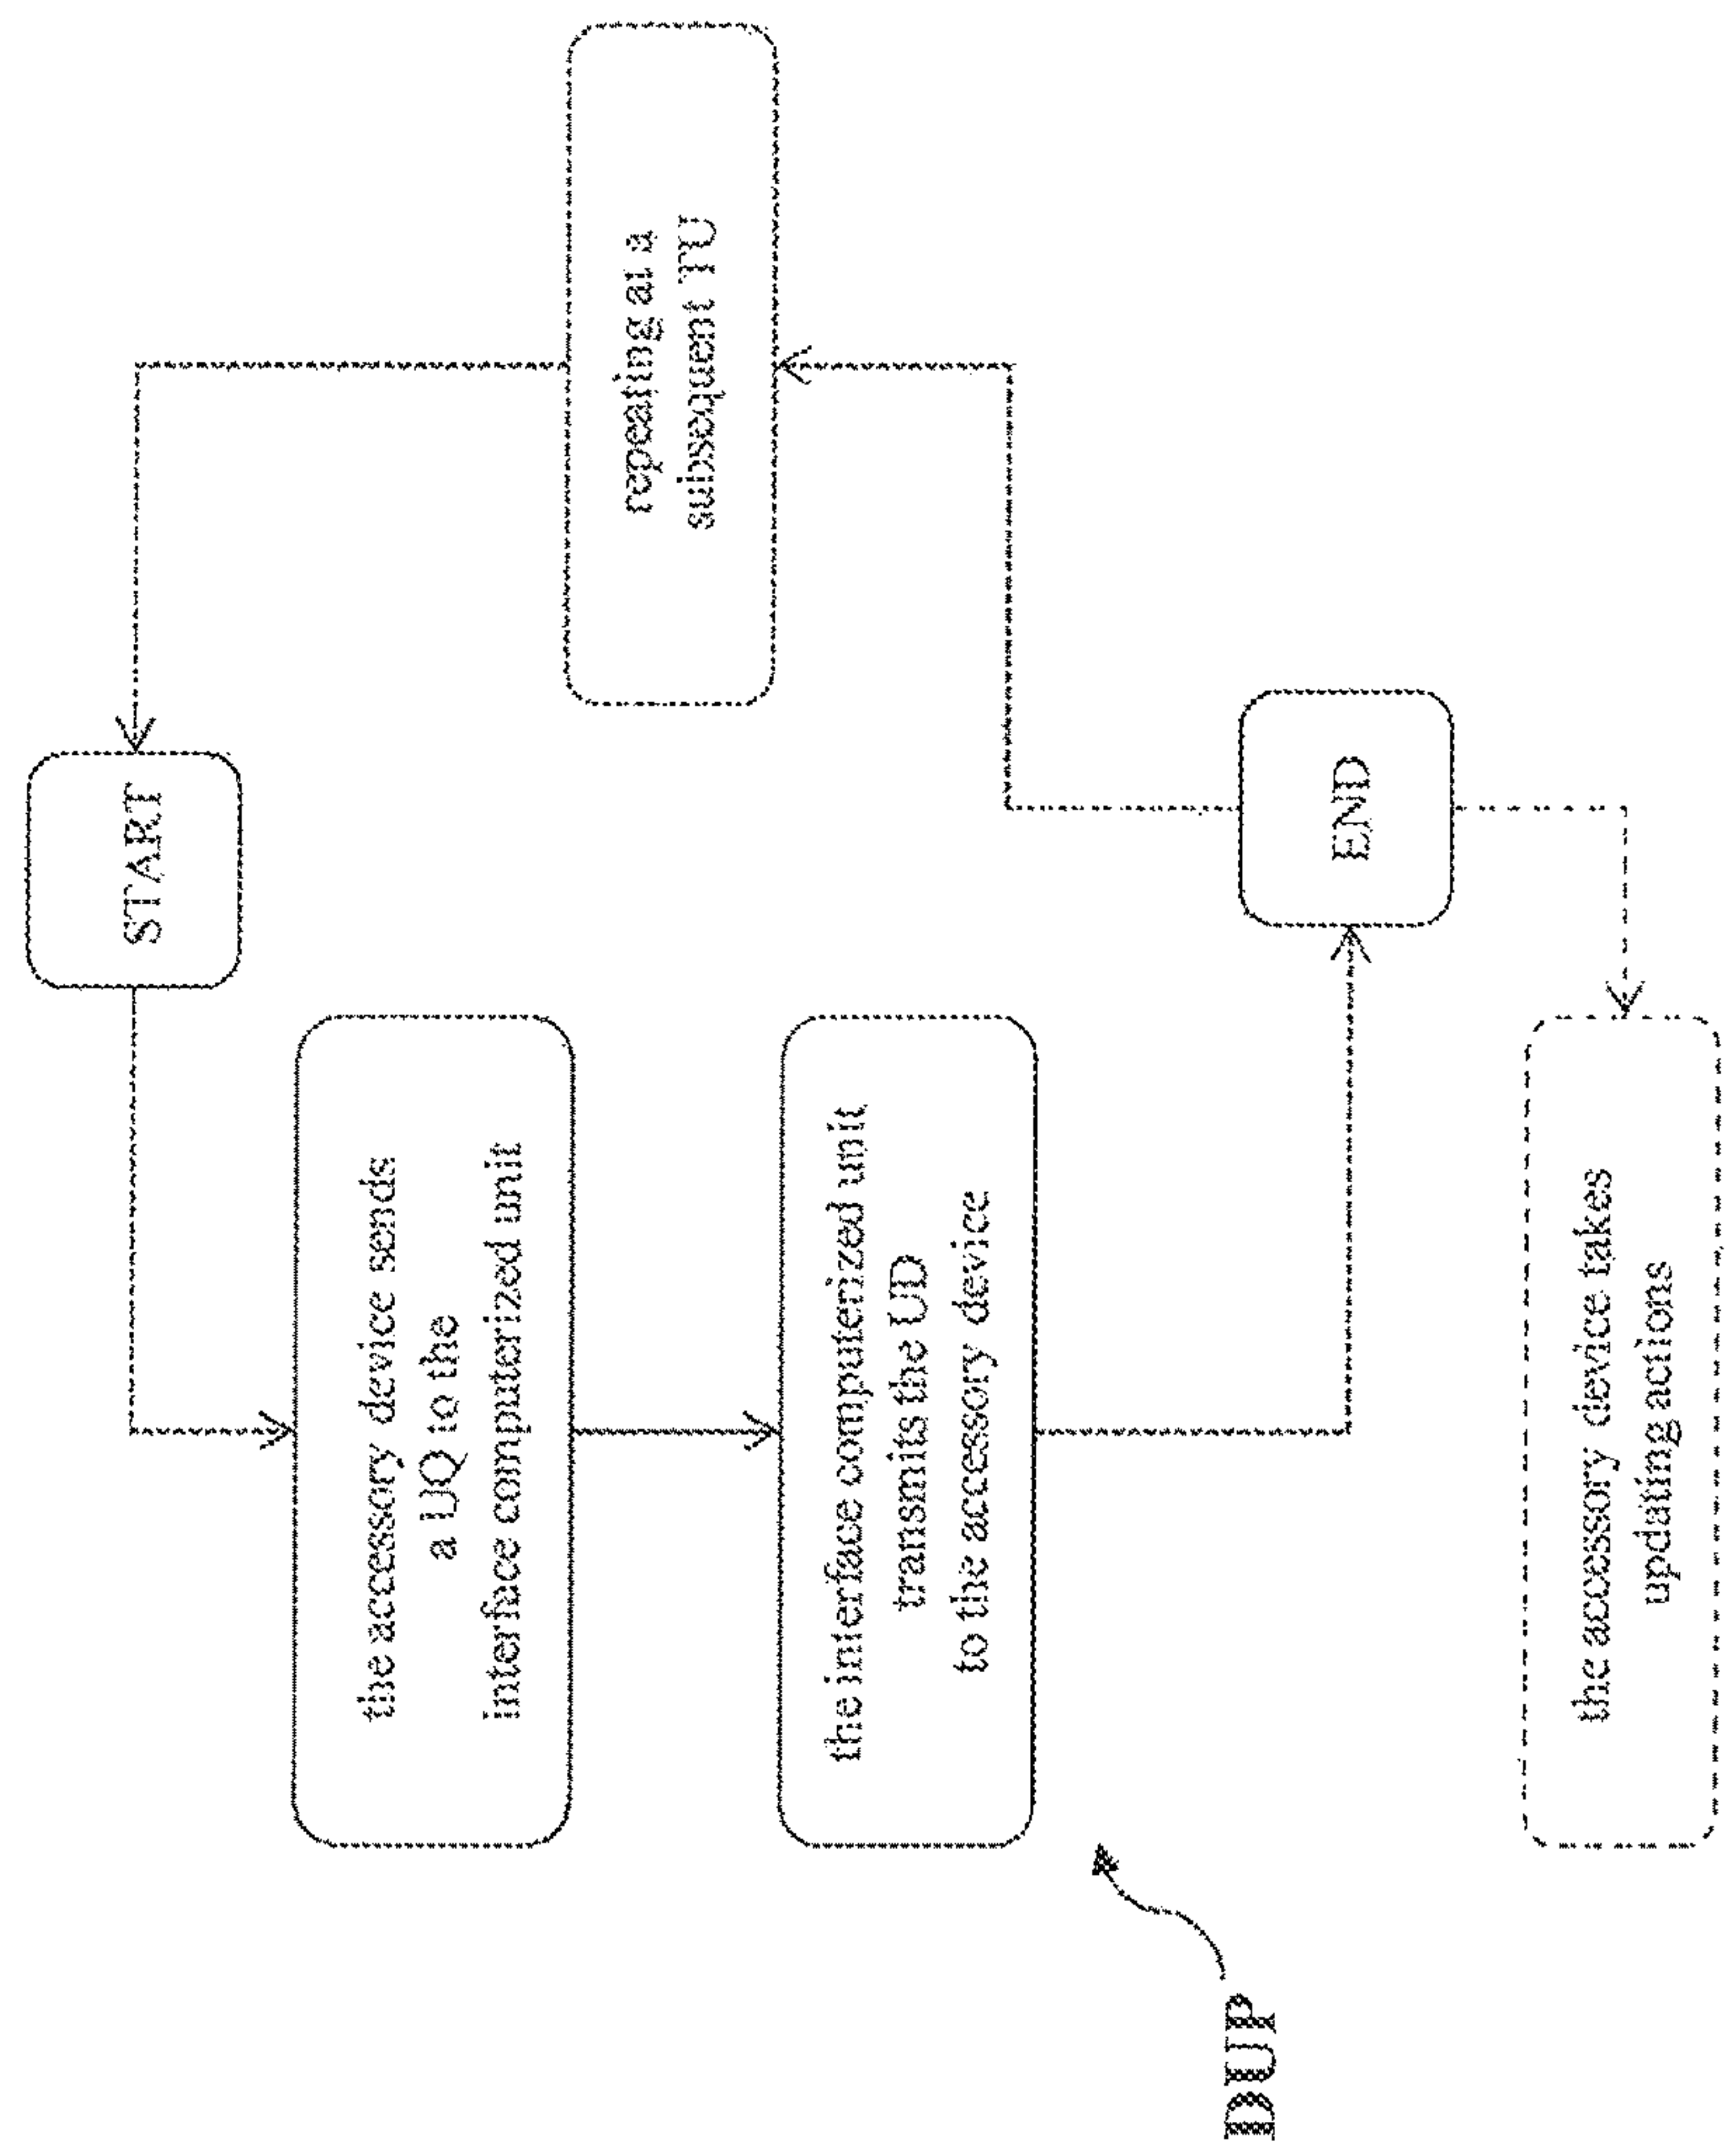 START
the accessory device sends
a UQ to the
interface computerized unit
the interface computerized unit
transmits the UD
to the accessory device
repeating at a
subsequent TU
END
the accessory device takes
updating actions
DUP